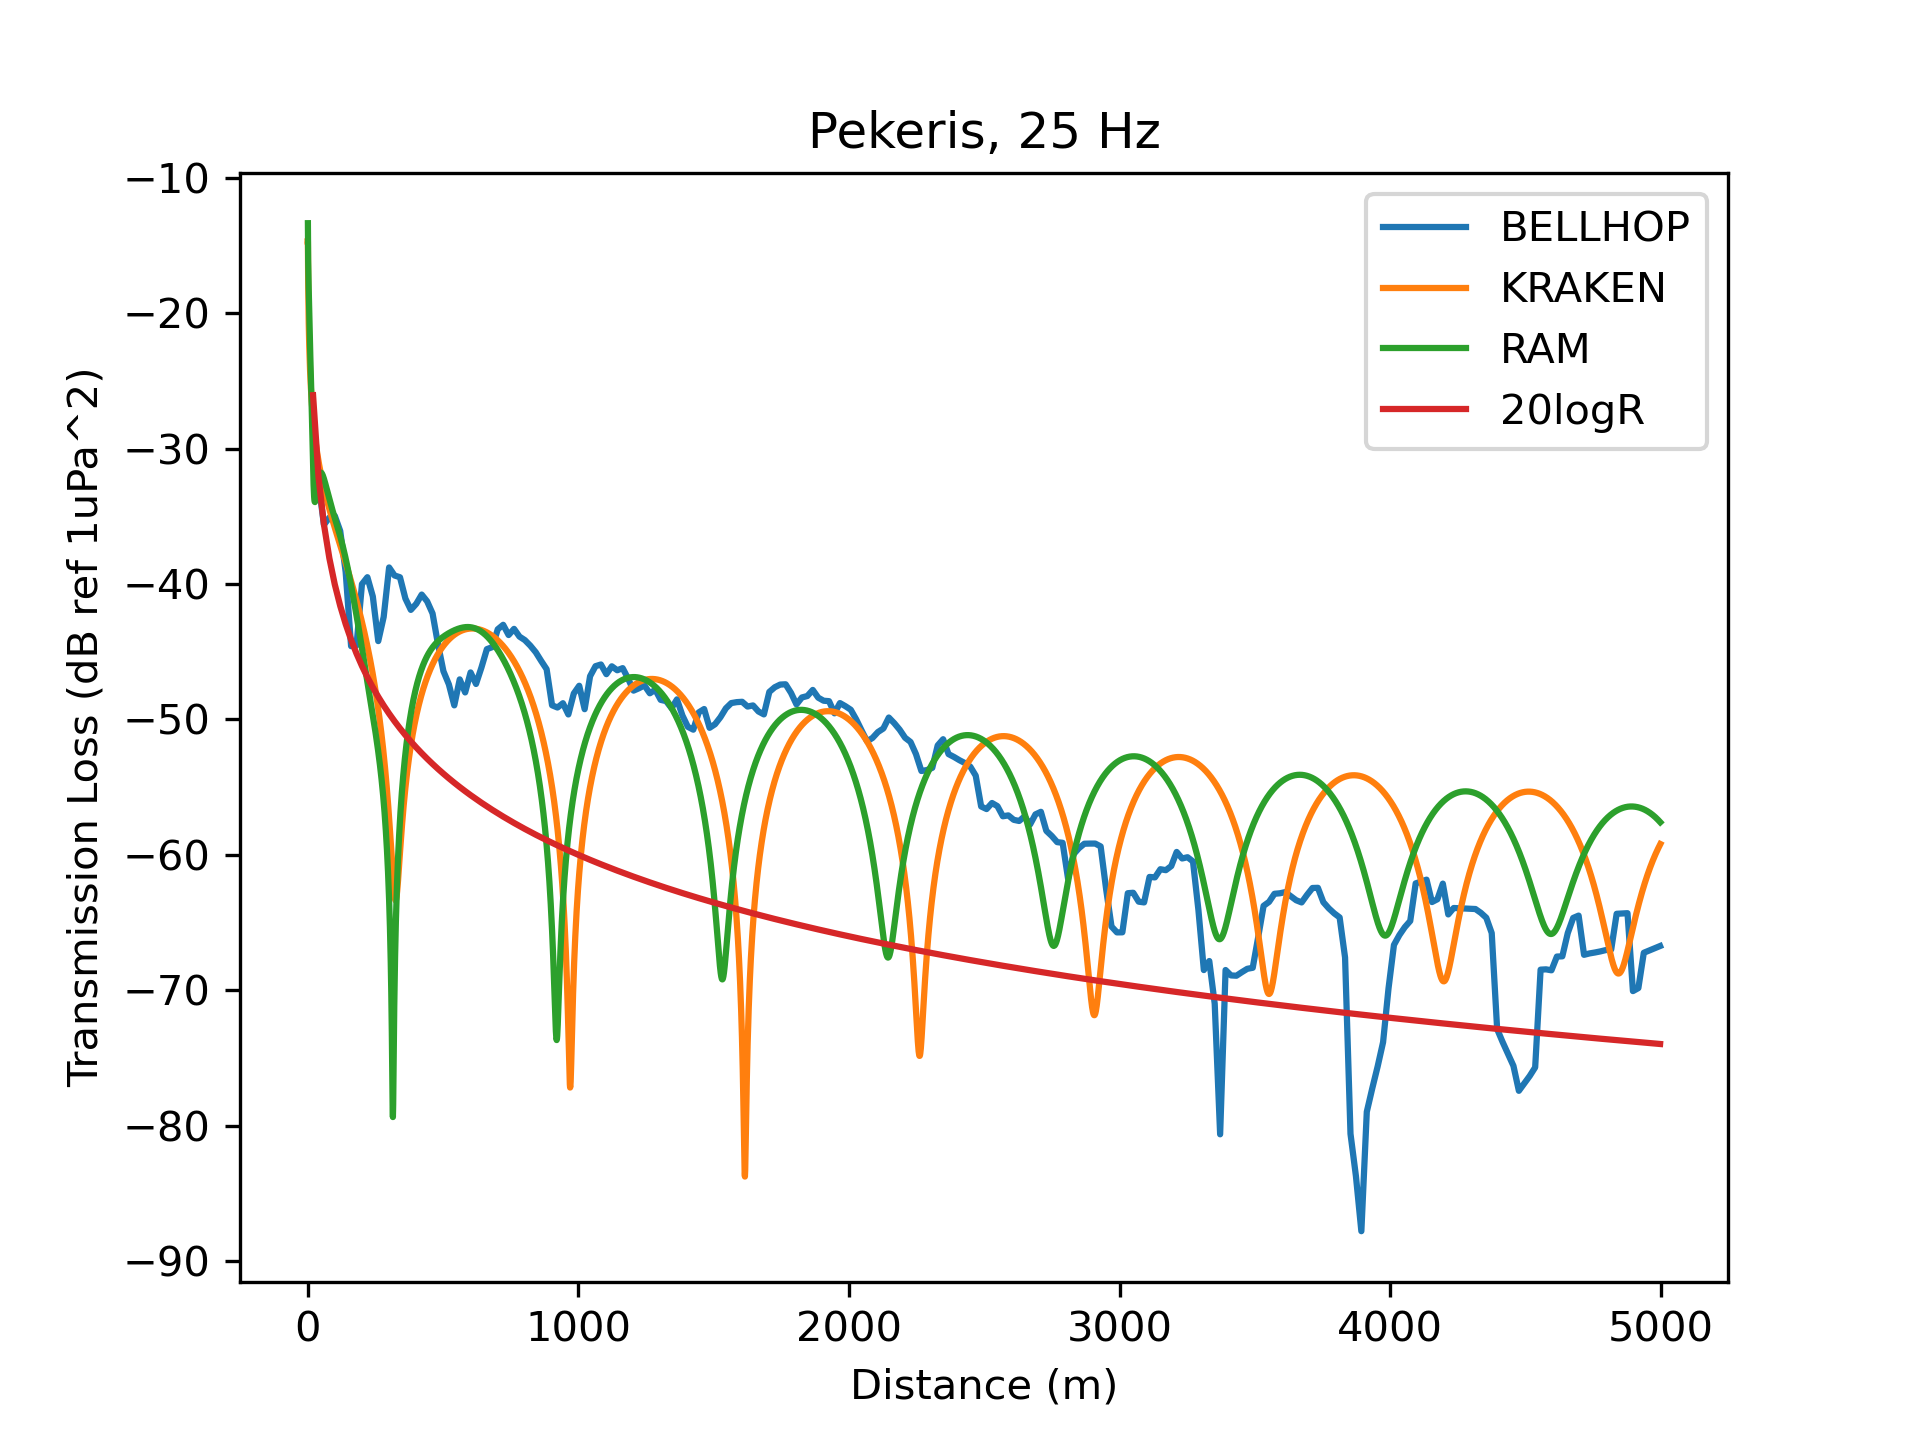 Pekeris, 25 Hz
−10
−20
−30
−40
−50
−60
−70
−80
−90
Transmission Loss (dB ref 1uPa^2)
BELLHOP
KRAKEN
RAM
20logR
0 1000 2000 3000 4000 5000
Distance (m)